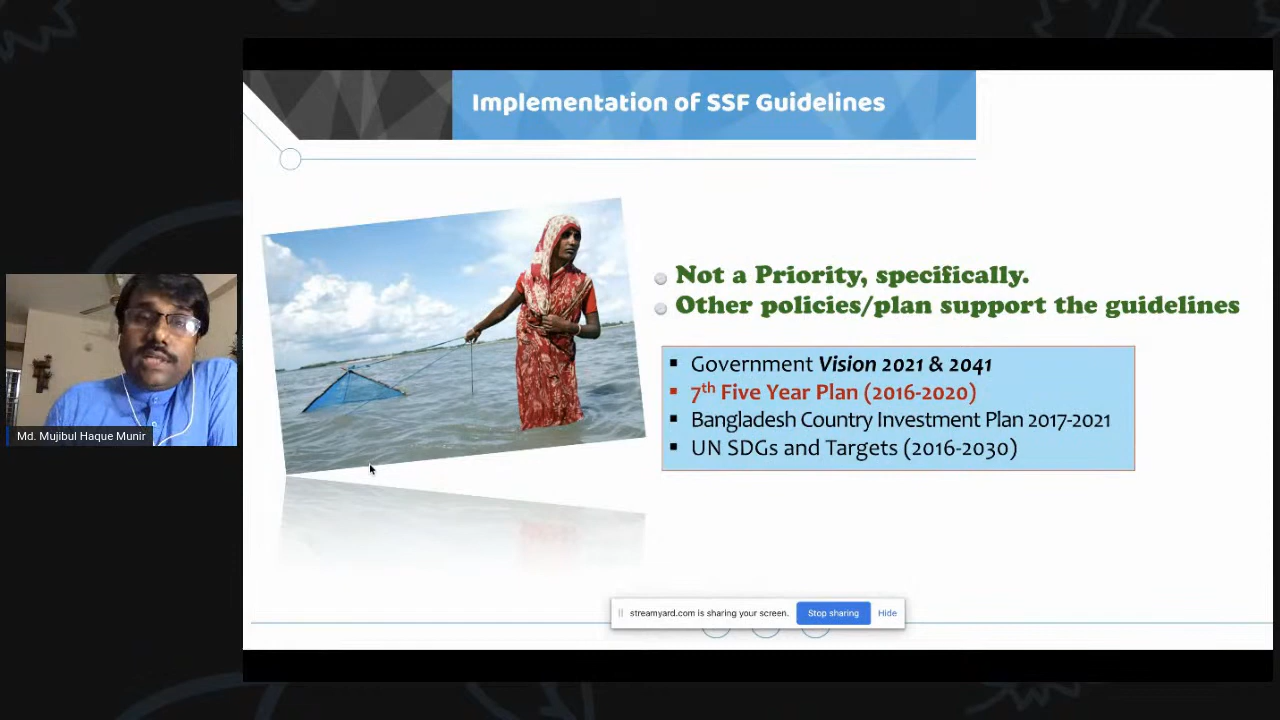 Implementation of SSF Guidelines
Not a Priority, specifically.
Other policies/plan support the guidelines
Government Vision 2021 & 2041
7th Five Year Plan (2016-2020)
Bangladesh Country Investment Plan 2017-2021
UN SDGs and Targets (2016-2030)
Md. Mujibul Haque Munir
streamyard.com is sharing your screen. Stop sharing Hide